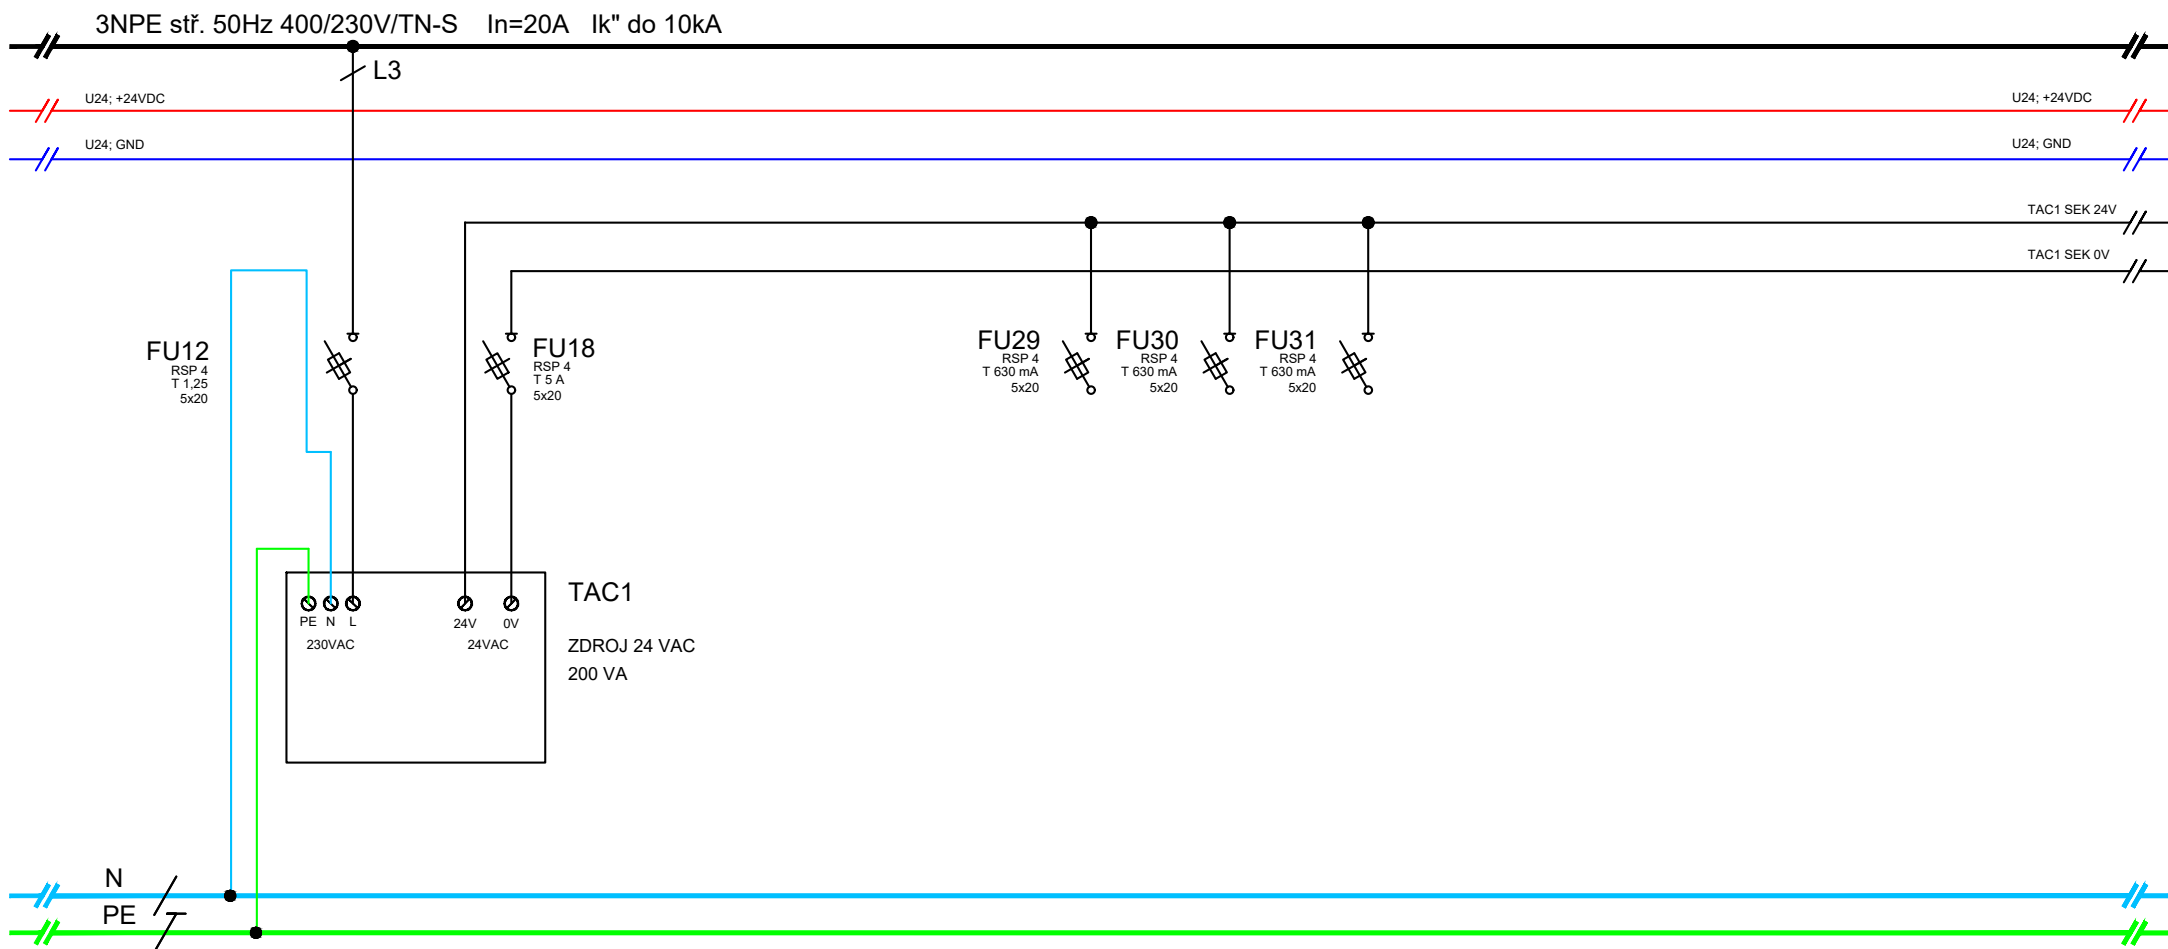 3NPE stř. 50Hz 400/230V/TN-S In=20A Ik" do 10kA
L3
U24; +24VDC
U24; +24VDC
U24; GND
U24; GND
TAC1 SEK 24V
TAC1 SEK 0V
FU12
RSP 4
T 1,25
5x20
FU18
RSP 4
T 5 A
5x20
FU29
RSP 4
T 630 mA
5x20
FU30
RSP 4
T 630 mA
5x20
FU31
RSP 4
T 630 mA
5x20
PE N L
230VAC
24V 0V
24VAC
TAC1
ZDROJ 24 VAC
200 VA
N
PE